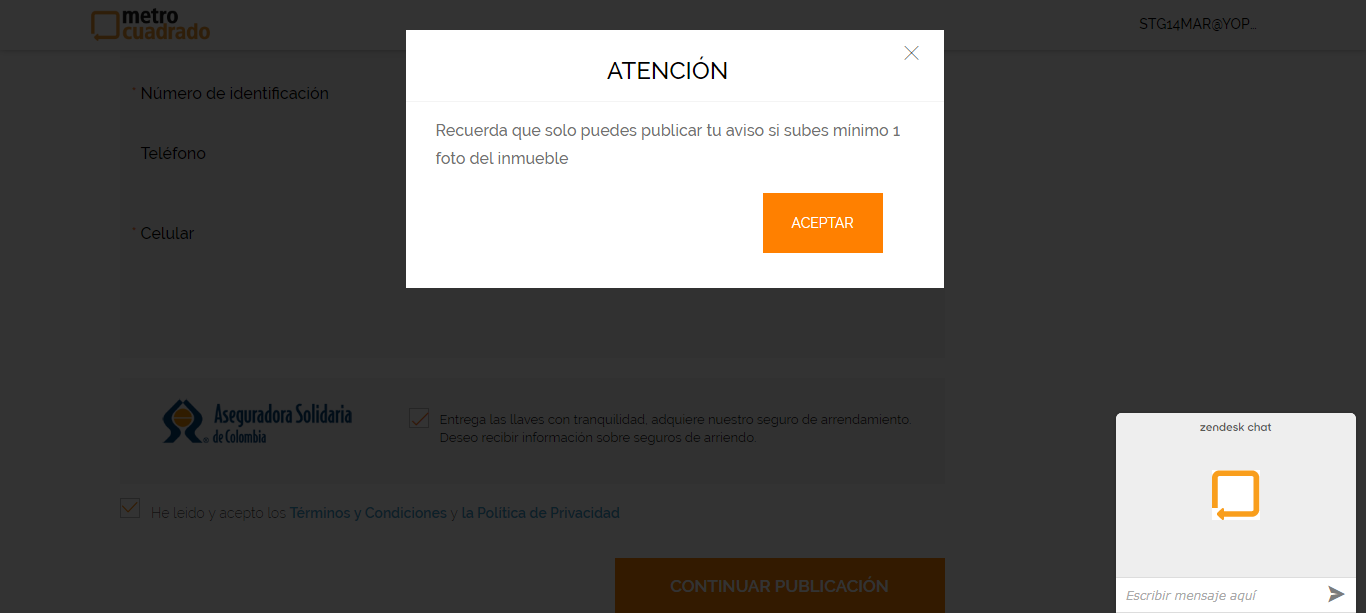 metro
cuadrado
STG14MAR@YOP...
ATENCIÓN
Recuerda que solo puedes publicar tu aviso si subes mínimo 1
foto del inmueble
ACEPTAR
* Número de identificación
Teléfono
* Celular
Aseguradora Solidaria
de Colombia
Entrega las llaves con tranquilidad, adquiere nuestro seguro de arrendamiento.
Deseo recibir información sobre seguros de arriendo.
He leido y acepto los Términos y Condiciones y la Política de Privacidad
CONTINUAR PUBLICACIÓN
zendesk chat
Escribir mensaje aquí